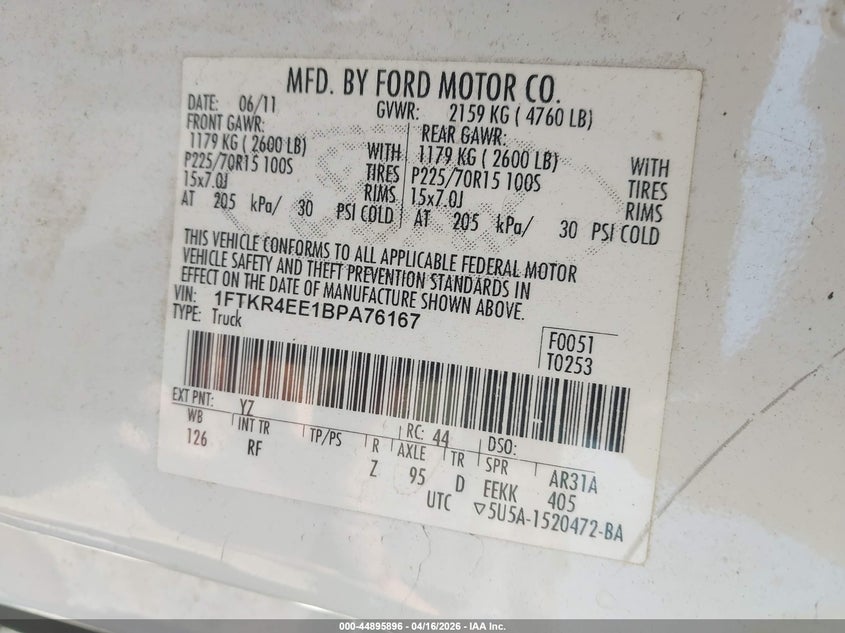 MFD. BY FORD MOTOR CO.
DATE: 06/11 GVWR: 2159 KG ( 4760 LB)
FRONT GAWR: REAR GAWR:
1179 KG ( 2600 LB) WITH 1179 KG ( 2600 LB) WITH
P225/70R15 100S TIRES P225/70R15 100S TIRES
15x7.0J RIMS 15x7.0J RIMS
AT 205 kPa/ 30 PSI COLD AT 205 kPa/ 30 PSI COLD
THIS VEHICLE CONFORMS TO ALL APPLICABLE FEDERAL MOTOR
VEHICLE SAFETY AND THEFT PREVENTION STANDARDS IN
EFFECT ON THE DATE OF MANUFACTURE SHOWN ABOVE.
VIN: 1FTKR4EE1BPA76167
TYPE: Truck
F0051
T0253
EXT PNT: YZ RC: 44 DSO:
WB INT TR TP/PS R AXLE TR SPR AR31A
126 RF Z 95 D EEKK 405
UTC ▽5U5A-1520472-BA
000-44895896 - 04/16/2026 - IAA Inc.